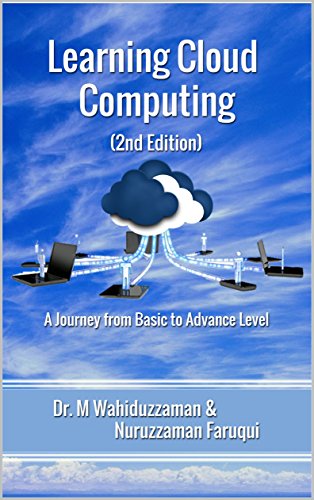 Learning Cloud
Computing
(2nd Edition)
A Journey from Basic to Advance Level
Dr. M Wahiduzzaman &
Nuruzzaman Faruqui